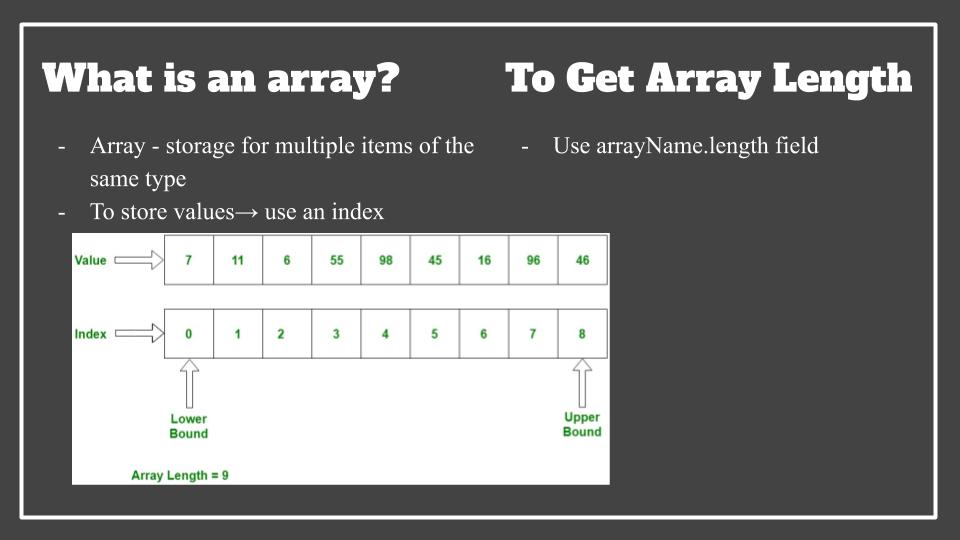 What is an array?
- Array - storage for multiple items of the
same type
- To store values→ use an index
To Get Array Length
- Use arrayName.length field
Value 7 11 6 55 98 45 16 96 46
Index 0 1 2 3 4 5 6 7 8
Lower
Bound
Upper
Bound
Array Length = 9